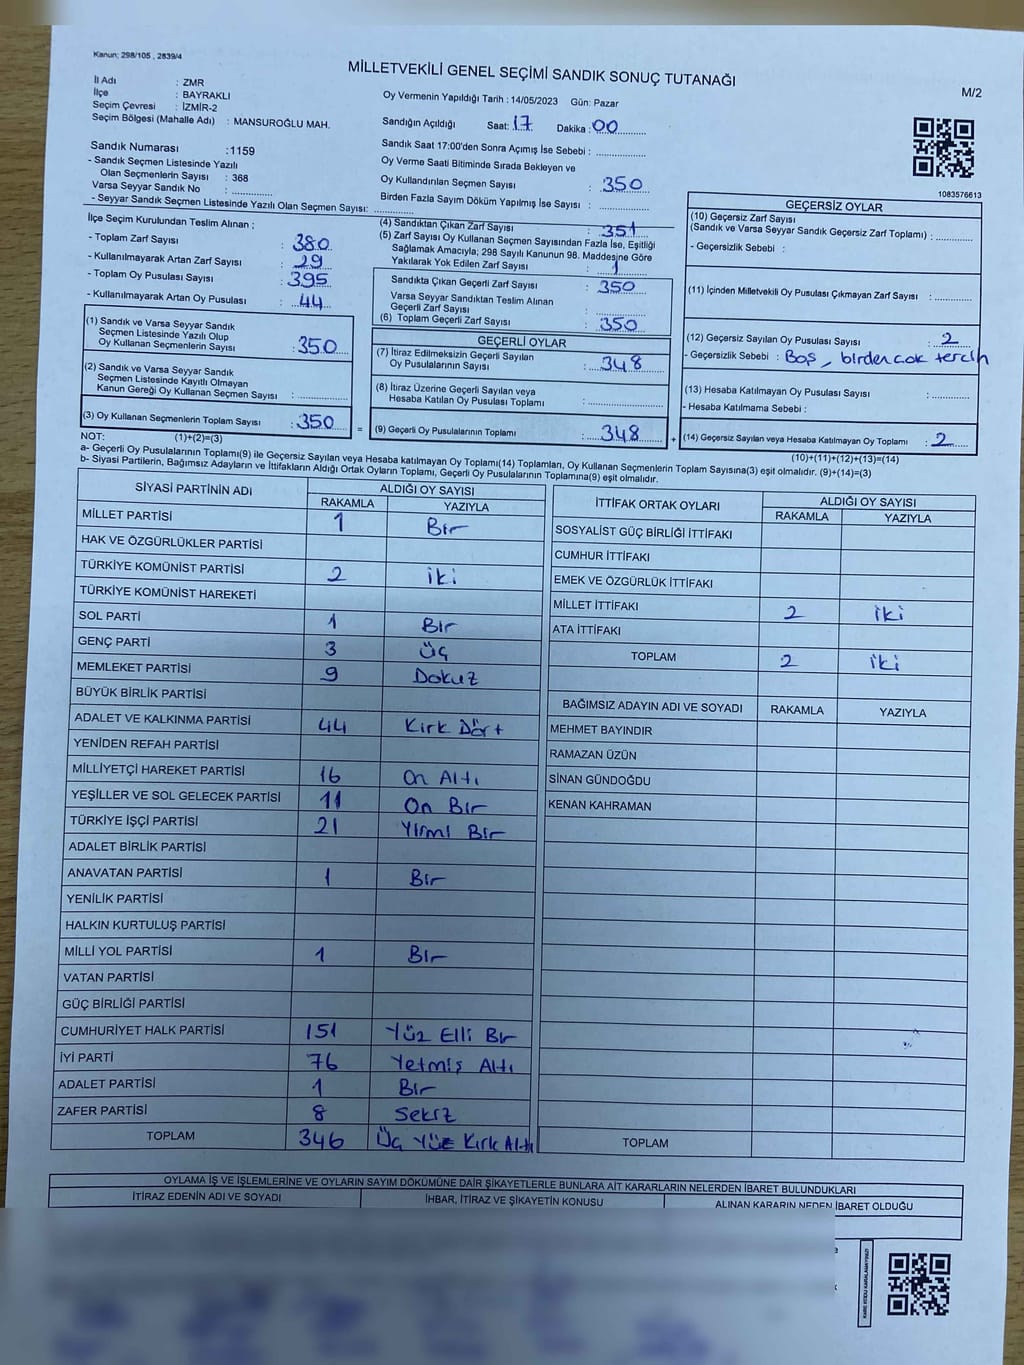 Kanun; 298/105 , 2839/4
MİLLETVEKİLİ GENEL SEÇİMİ SANDIK SONUÇ TUTANAĞI
M/2
İl Adı : ZMR
İlçe : BAYRAKLI
Seçim Çevresi : İZMİR-2
Seçim Bölgesi (Mahalle Adı) : MANSUROĞLU MAH.
Sandık Numarası :1159
- Sandık Seçmen Listesinde Yazılı
Olan Seçmenlerin Sayısı : 368
Varsa Seyyar Sandık No : ............
- Seyyar Sandık Seçmen Listesinde Yazılı Olan Seçmen Sayısı: ............
Oy Vermenin Yapıldığı Tarih : 14/05/2023 Gün: Pazar
Sandığın Açıldığı Saat: 17 Dakika : 00
Sandık Saat 17:00'den Sonra Açımış İse Sebebi : ............
Oy Verme Saati Bitiminde Sırada Bekleyen ve
Oy Kullandırılan Seçmen Sayısı : 350
Birden Fazla Sayım Döküm Yapılmış İse Sayısı : ............
1083576613
İlçe Seçim Kurulundan Teslim Alınan ;
- Toplam Zarf Sayısı : 380
- Kullanılmayarak Artan Zarf Sayısı : 29
- Toplam Oy Pusulası Sayısı : 395
- Kullanılmayarak Artan Oy Pusulası : 44
(1) Sandık ve Varsa Seyyar Sandık
Seçmen Listesinde Yazılı Olup
Oy Kullanan Seçmenlerin Sayısı : 350
(2) Sandık ve Varsa Seyyar Sandık
Seçmen Listesinde Kayıtlı Olmayan
Kanun Gereği Oy Kullanan Seçmen Sayısı : ............
(3) Oy Kullanan Seçmenlerin Toplam Sayısı : 350 =
(4) Sandıktan Çıkan Zarf Sayısı : 351
(5) Zarf Sayısı Oy Kullanan Seçmen Sayısından Fazla İse, Eşitliği
Sağlamak Amacıyla; 298 Sayılı Kanunun 98. Maddesine Göre
Yakılarak Yok Edilen Zarf Sayısı : 1
Sandıkta Çıkan Geçerli Zarf Sayısı : 350
Varsa Seyyar Sandıktan Teslim Alınan
Geçerli Zarf Sayısı : ............
(6) Toplam Geçerli Zarf Sayısı : 350
GEÇERLİ OYLAR
(7) İtiraz Edilmeksizin Geçerli Sayılan
Oy Pusulalarının Sayısı : 348
(8) İtiraz Üzerine Geçerli Sayılan veya
Hesaba Katılan Oy Pusulası Toplamı : ............
(9) Geçerli Oy Pusulalarının Toplamı : 348 +
GEÇERSİZ OYLAR
(10) Geçersiz Zarf Sayısı
(Sandık ve Varsa Seyyar Sandık Geçersiz Zarf Toplamı) : ............
- Geçersizlik Sebebi :
(11) İçinden Milletvekili Oy Pusulası Çıkmayan Zarf Sayısı : ............
(12) Geçersiz Sayılan Oy Pusulası Sayısı : 2
- Geçersizlik Sebebi : Boş, birden çok tercih
(13) Hesaba Katılmayan Oy Pusulası Sayısı : ............
- Hesaba Katılmama Sebebi :
(14) Geçersiz Sayılan veya Hesaba Katılmayan Oy Toplamı : 2
NOT: (1)+(2)=(3)
(10)+(11)+(12)+(13)=(14)
a- Geçerli Oy Pusulalarının Toplamı(9) ile Geçersiz Sayılan veya Hesaba Katılmayan Oy Toplamı(14) Toplamları, Oy Kullanan Seçmenlerin Toplam Sayısına(3) eşit olmalıdır. (9)+(14)=(3)
b- Siyasi Partilerin, Bağımsız Adayların ve İttifakların Aldığı Ortak Oyların Toplamı, Geçerli Oy Pusulalarının Toplamına(9) eşit olmalıdır.
SİYASİ PARTİNİN ADI ALDIĞI OY SAYISI
RAKAMLA YAZIYLA
MİLLET PARTİSİ 1 Bir
HAK VE ÖZGÜRLÜKLER PARTİSİ
TÜRKİYE KOMÜNİST PARTİSİ 2 iki
TÜRKİYE KOMÜNİST HAREKETİ
SOL PARTİ 1 Bir
GENÇ PARTİ 3 Üç
MEMLEKET PARTİSİ 9 Dokuz
BÜYÜK BİRLİK PARTİSİ
ADALET VE KALKINMA PARTİSİ 44 Kırk Dört
YENİDEN REFAH PARTİSİ
MİLLİYETÇİ HAREKET PARTİSİ 16 On Altı
YEŞİLLER VE SOL GELECEK PARTİSİ 11 On Bir
TÜRKİYE İŞÇİ PARTİSİ 21 Yirmi Bir
ADALET BİRLİK PARTİSİ
ANAVATAN PARTİSİ 1 Bir
YENİLİK PARTİSİ
HALKIN KURTULUŞ PARTİSİ
MİLLİ YOL PARTİSİ 1 Bir
VATAN PARTİSİ
GÜÇ BİRLİĞİ PARTİSİ
CUMHURİYET HALK PARTİSİ 151 Yüz Elli Bir
İYİ PARTİ 76 Yetmiş Altı
ADALET PARTİSİ 1 Bir
ZAFER PARTİSİ 8 Sekiz
TOPLAM 346 Üç Yüz Kırk Altı
İTTİFAK ORTAK OYLARI ALDIĞI OY SAYISI
RAKAMLA YAZIYLA
SOSYALİST GÜÇ BİRLİĞİ İTTİFAKI
CUMHUR İTTİFAKI
EMEK VE ÖZGÜRLÜK İTTİFAKI
MİLLET İTTİFAKI 2 iki
ATA İTTİFAKI
TOPLAM 2 iki
BAĞIMSIZ ADAYIN ADI VE SOYADI RAKAMLA YAZIYLA
MEHMET BAYINDIR
RAMAZAN ÜZÜN
SİNAN GÜNDOĞDU
KENAN KAHRAMAN
TOPLAM
OYLAMA İŞ VE İŞLEMLERİNE VE OYLARIN SAYIM DÖKÜMÜNE DAİR ŞİKAYETLERLE BUNLARA AİT KARARLARIN NELERDEN İBARET BULUNDUKLARI
İTİRAZ EDENİN ADI VE SOYADI İHBAR, İTİRAZ VE ŞİKAYETİN KONUSU ALINAN KARARIN NEDEN İBARET OLDUĞU
KARE KODU KARALAMAYINIZ!